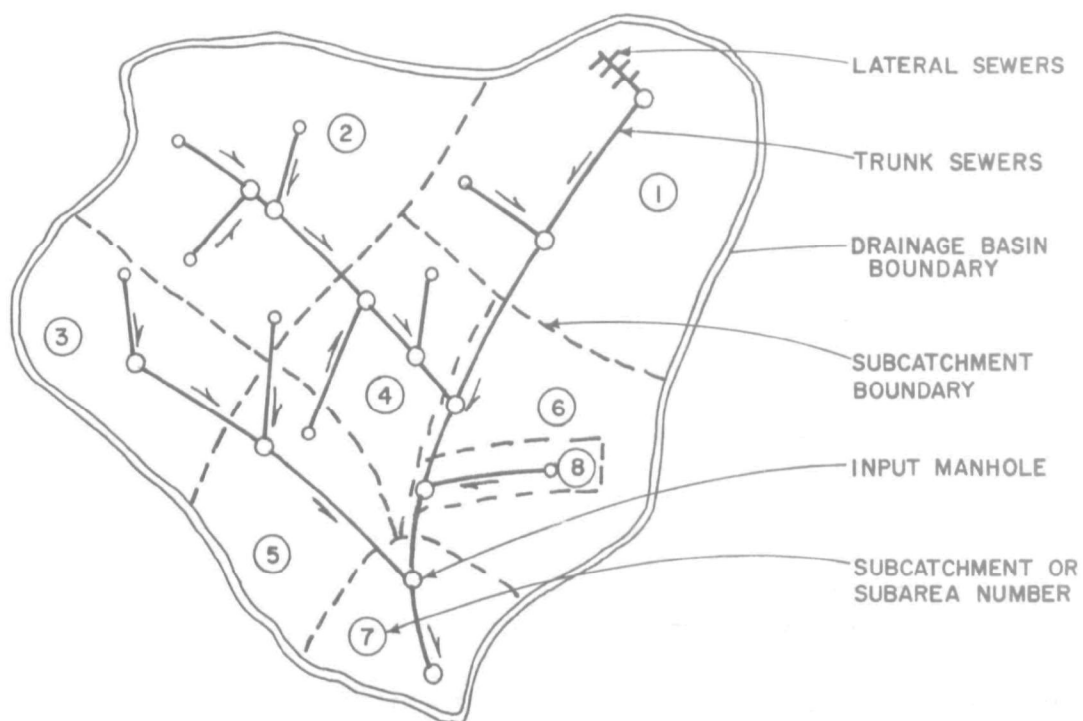 LATERAL SEWERS
TRUNK SEWERS
DRAINAGE BASIN
BOUNDARY
SUBCATCHMENT
BOUNDARY
INPUT MANHOLE
SUBCATCHMENT OR
SUBAREA NUMBER
2
1
3
4
6
8
5
7